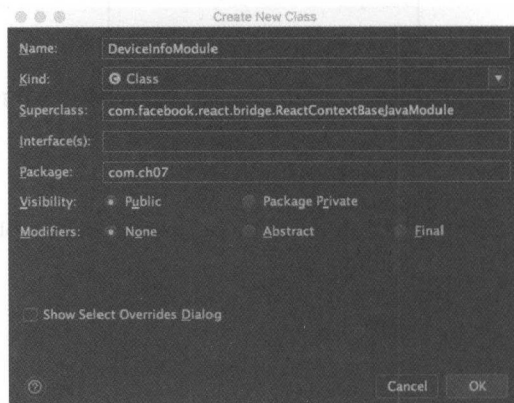 Create New Class
Name: DeviceInfoModule
Kind: C Class
Superclass: com.facebook.react.bridge.ReactContextBaseJavaModule
Interface(s):
Package: com.ch07
Visibility: Public Package Private
Modifiers: None Abstract Final
Show Select Overrides Dialog
? Cancel OK